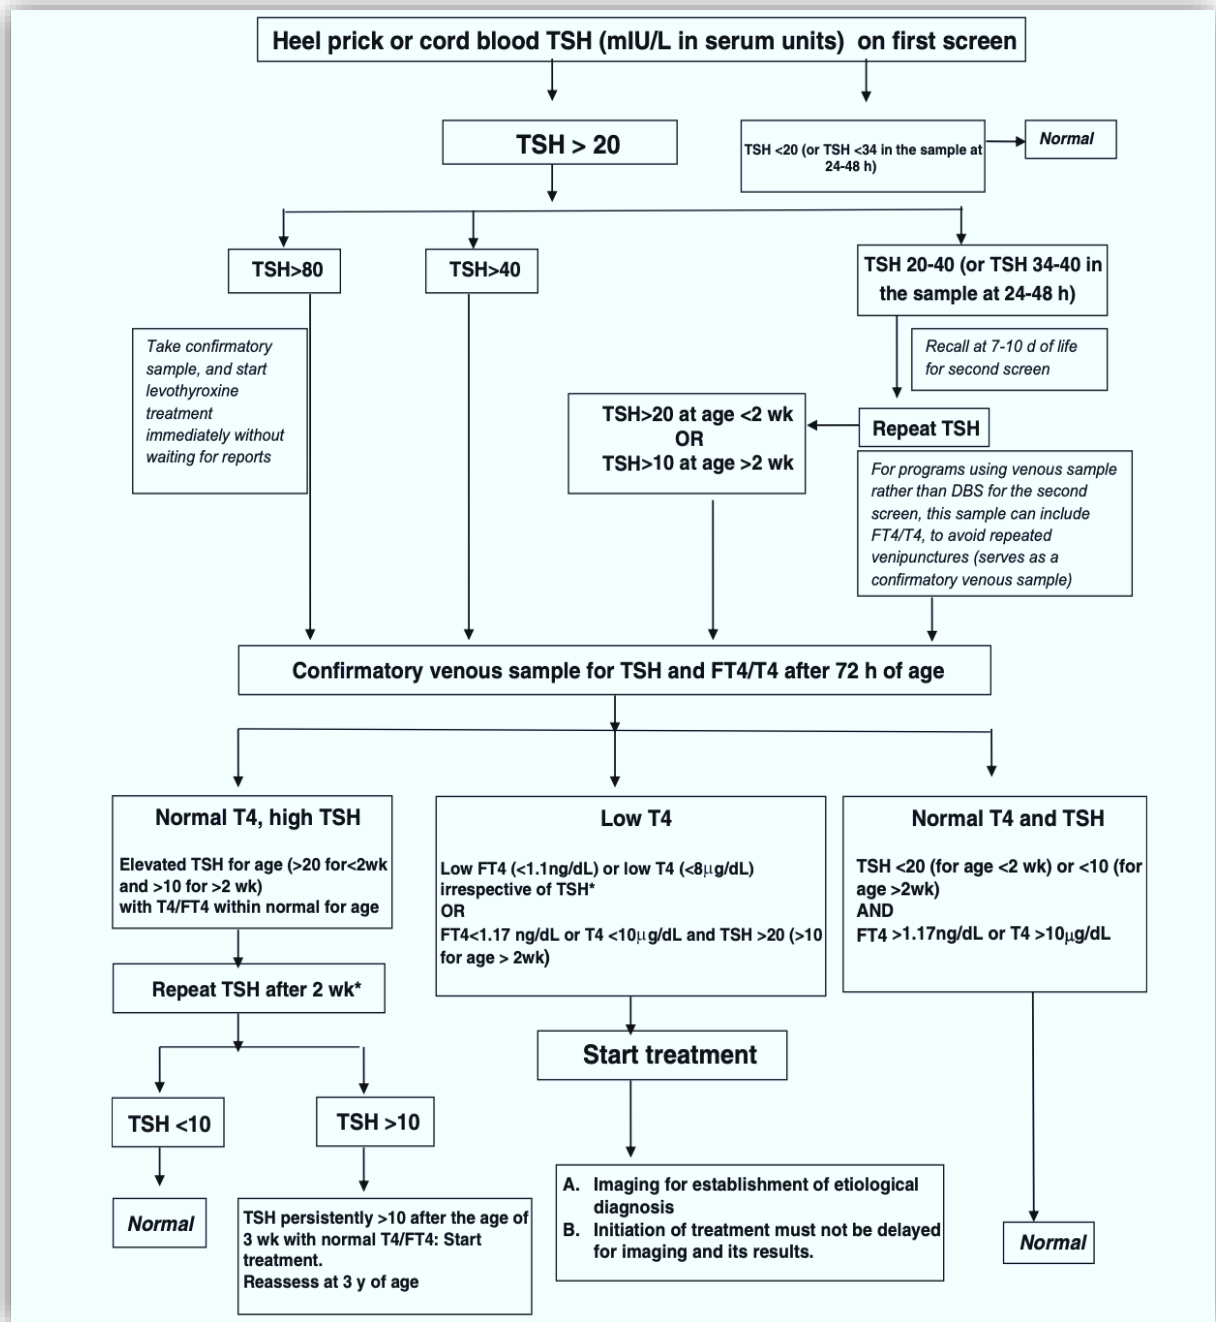 Heel prick or cord blood TSH (mIU/L in serum units) on first screen
TSH > 20
TSH <20 (or TSH <34 in the sample at
24-48 h)
Normal
TSH>80
TSH>40
TSH 20-40 (or TSH 34-40 in
the sample at 24-48 h)
Take confirmatory
sample, and start
levothyroxine
treatment
immediately without
waiting for reports
Recall at 7-10 d of life
for second screen
TSH>20 at age <2 wk
OR
TSH>10 at age >2 wk
Repeat TSH
For programs using venous sample
rather than DBS for the second
screen, this sample can include
FT4/T4, to avoid repeated
venipunctures (serves as a
confirmatory venous sample)
Confirmatory venous sample for TSH and FT4/T4 after 72 h of age
Normal T4, high TSH
Elevated TSH for age (>20 for<2wk
and >10 for >2 wk)
with T4/FT4 within normal for age
Low T4
Low FT4 (<1.1ng/dL) or low T4 (<8μg/dL)
irrespective of TSH*
OR
FT4<1.17 ng/dL or T4 <10μg/dL and TSH >20 (>10
for age > 2wk)
Normal T4 and TSH
TSH <20 (for age <2 wk) or <10 (for
age >2wk)
AND
FT4 >1.17ng/dL or T4 >10μg/dL
Repeat TSH after 2 wk*
Start treatment
TSH <10
TSH >10
Normal
TSH persistently >10 after the age of
3 wk with normal T4/FT4: Start
treatment.
Reassess at 3 y of age
A. Imaging for establishment of etiological
diagnosis
B. Initiation of treatment must not be delayed
for imaging and its results.
Normal